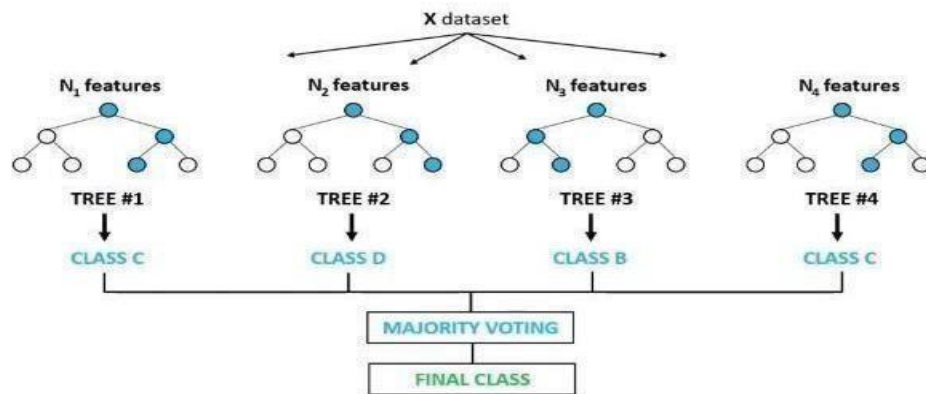 X dataset
N₁ features N₂ features N₃ features N₄ features
TREE #1 TREE #2 TREE #3 TREE #4
CLASS C CLASS D CLASS B CLASS C
MAJORITY VOTING
FINAL CLASS